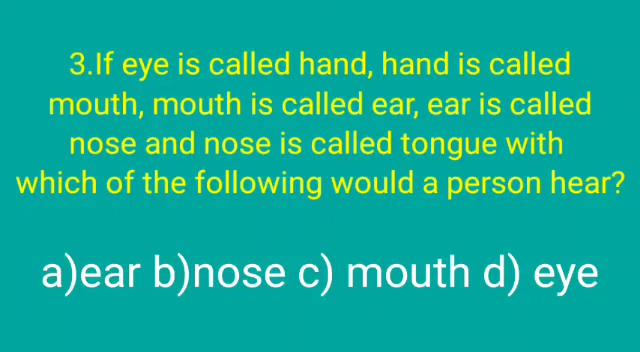 3.If eye is called hand, hand is called
mouth, mouth is called ear, ear is called
nose and nose is called tongue with
which of the following would a person hear?
a)ear b)nose c) mouth d) eye